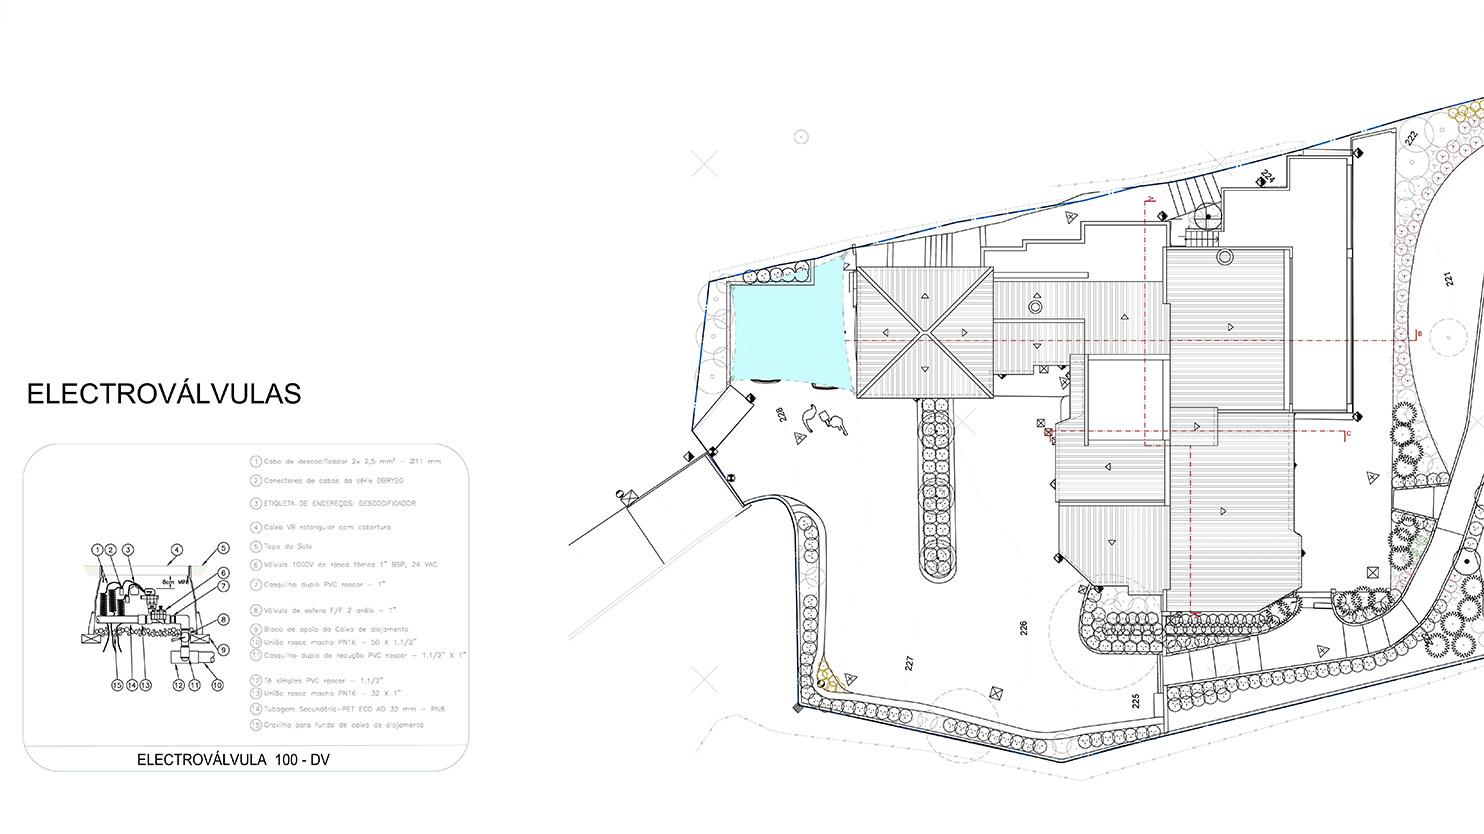 ELECTROVÁLVULAS
1 Cabo de descodificador 2x 2,5 mm² – Ø11 mm
2 Conectores de cabos da série DBRY20
3 ETIQUETA DE ENDEREÇOS: DESCODIFICADOR
4 Caixa VB retangular com cobertura
5 Tapa do Solo
6 Válvula 100DV de rosca fêmea 1" BSP, 24 VAC
7 Casquilho duplo PVC roscar – 1"
8 Válvula de esfera F/F 2 anéis – 1"
9 Bloco de apoio da Caixa de alojamento
10 União rosca macho PN16 – 50 X 1.1/2"
11 Casquilho duplo de redução PVC roscar – 1.1/2" X 1"
12 Tê simples PVC roscar – 1.1/2"
13 União rosca macho PN16 – 32 X 1"
14 Tubagem Secundária-PET ECO AD 32 mm – PN8
15 Gravilha para fundo de caixa de alojamento
1 2 3 4 5
6
7
8cm MIN
8
9
15 14 13 12 11 10
ELECTROVÁLVULA 100 - DV
222
224
221
B
228
C
226
227
225